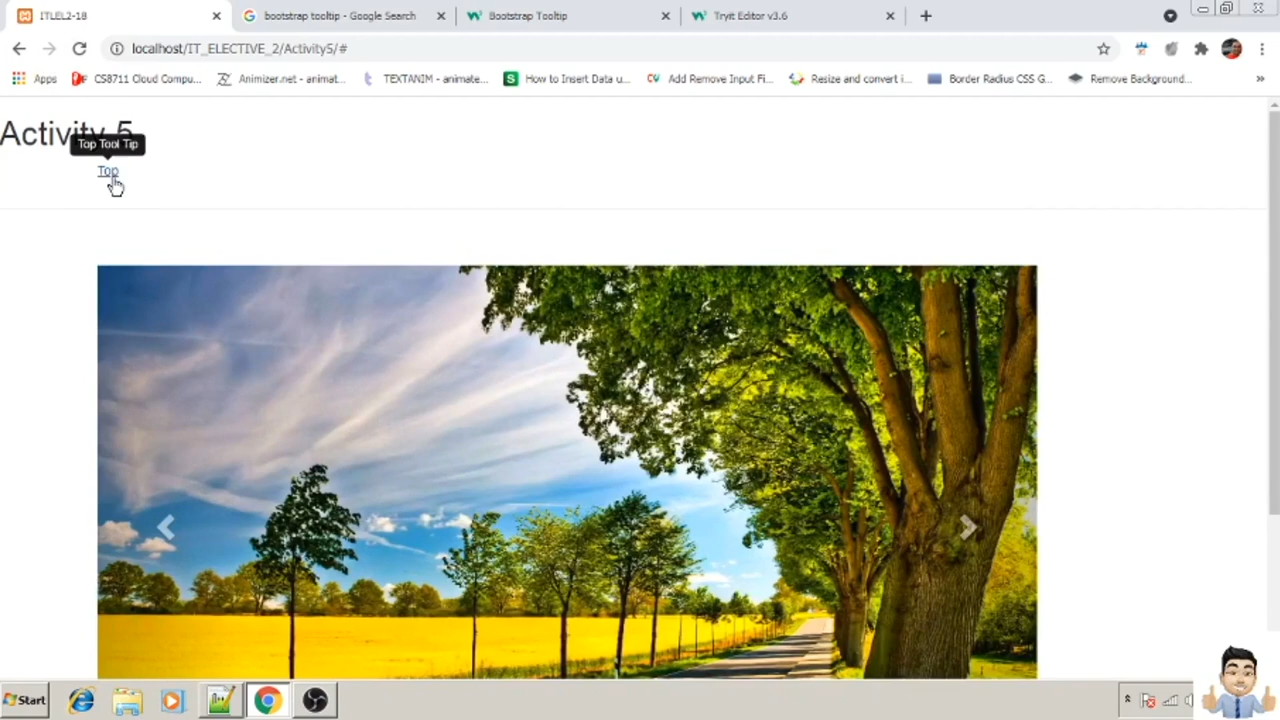 ITLEL2-18
bootstrap tooltip - Google Search
Bootstrap Tooltip
Tryit Editor v3.6
localhost/IT_ELECTIVE_2/Activity5/#
Apps
CS8711 Cloud Compu...
Animizer.net - animat...
TEXTANIM - animate...
How to Insert Data u...
Add Remove Input Fi...
Resize and convert i...
Border Radius CSS G...
Remove Background...
Activity 5
Top Tool Tip
Top
Start